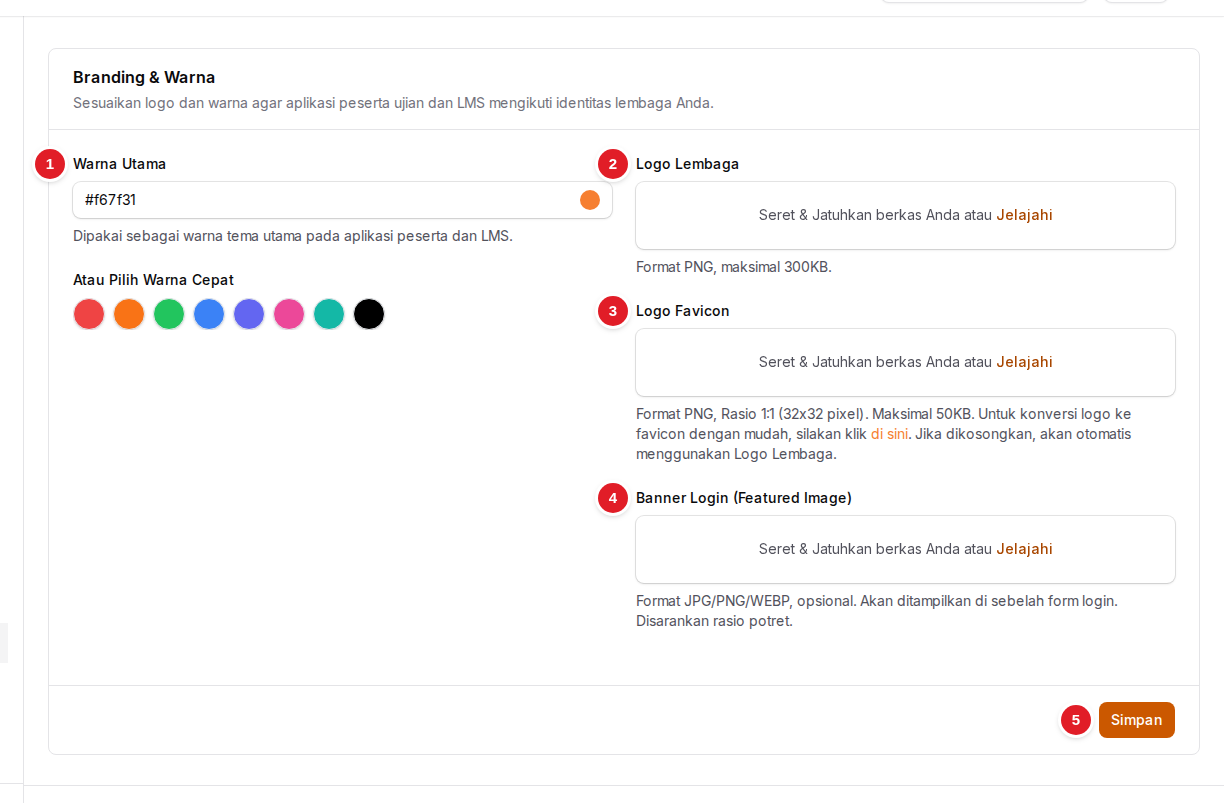 Branding & Warna
Sesuaikan logo dan warna agar aplikasi peserta ujian dan LMS mengikuti identitas lembaga Anda.
1 Warna Utama
#f67f31
Dipakai sebagai warna tema utama pada aplikasi peserta dan LMS.
Atau Pilih Warna Cepat
2 Logo Lembaga
Seret & Jatuhkan berkas Anda atau Jelajahi
Format PNG, maksimal 300KB.
3 Logo Favicon
Seret & Jatuhkan berkas Anda atau Jelajahi
Format PNG, Rasio 1:1 (32x32 pixel). Maksimal 50KB. Untuk konversi logo ke
favicon dengan mudah, silakan klik di sini. Jika dikosongkan, akan otomatis
menggunakan Logo Lembaga.
4 Banner Login (Featured Image)
Seret & Jatuhkan berkas Anda atau Jelajahi
Format JPG/PNG/WEBP, opsional. Akan ditampilkan di sebelah form login.
Disarankan rasio potret.
5 Simpan